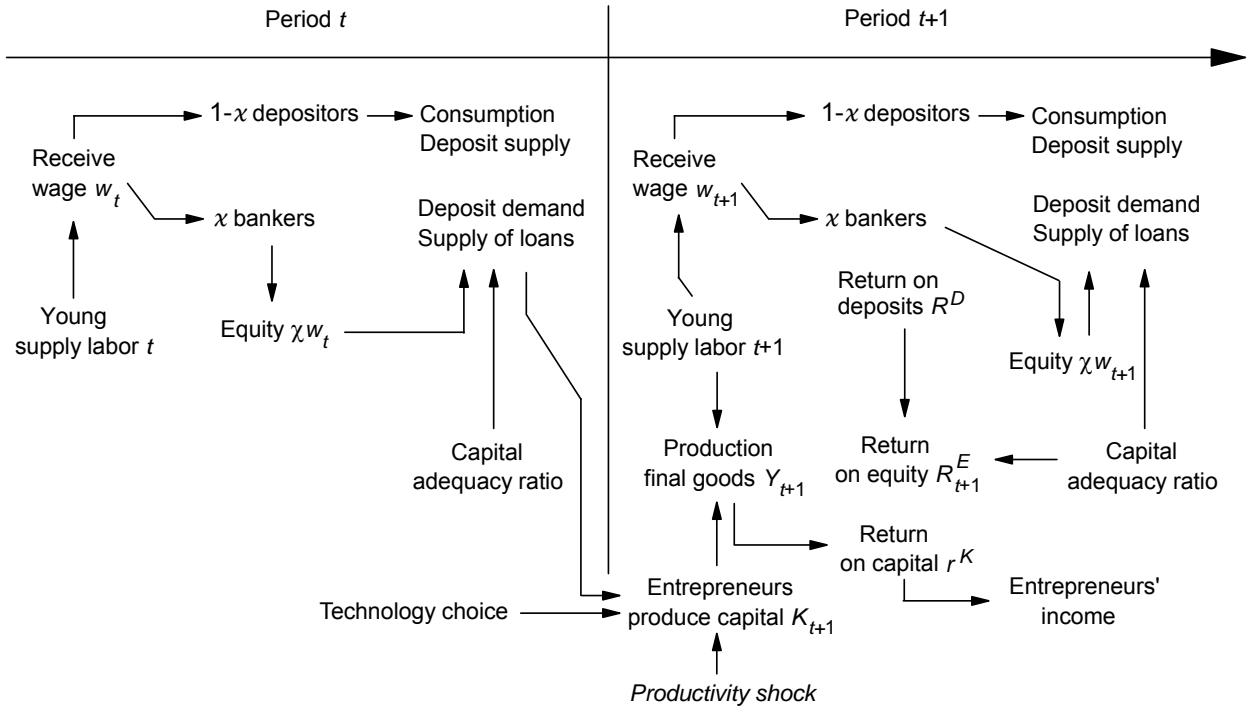 Period t
Period t+1
1-χ depositors
Consumption
Deposit supply
Receive
wage w_t
χ bankers
Deposit demand
Supply of loans
Young
supply labor t
Equity χw_t
Capital
adequacy ratio
Technology choice
1-χ depositors
Consumption
Deposit supply
Receive
wage w_{t+1}
χ bankers
Deposit demand
Supply of loans
Return on
deposits R^D
Young
supply labor t+1
Equity χw_{t+1}
Production
final goods Y_{t+1}
Return
on equity R^E_{t+1}
Capital
adequacy ratio
Return
on capital r^K
Entrepreneurs
produce capital K_{t+1}
Entrepreneurs'
income
Productivity shock